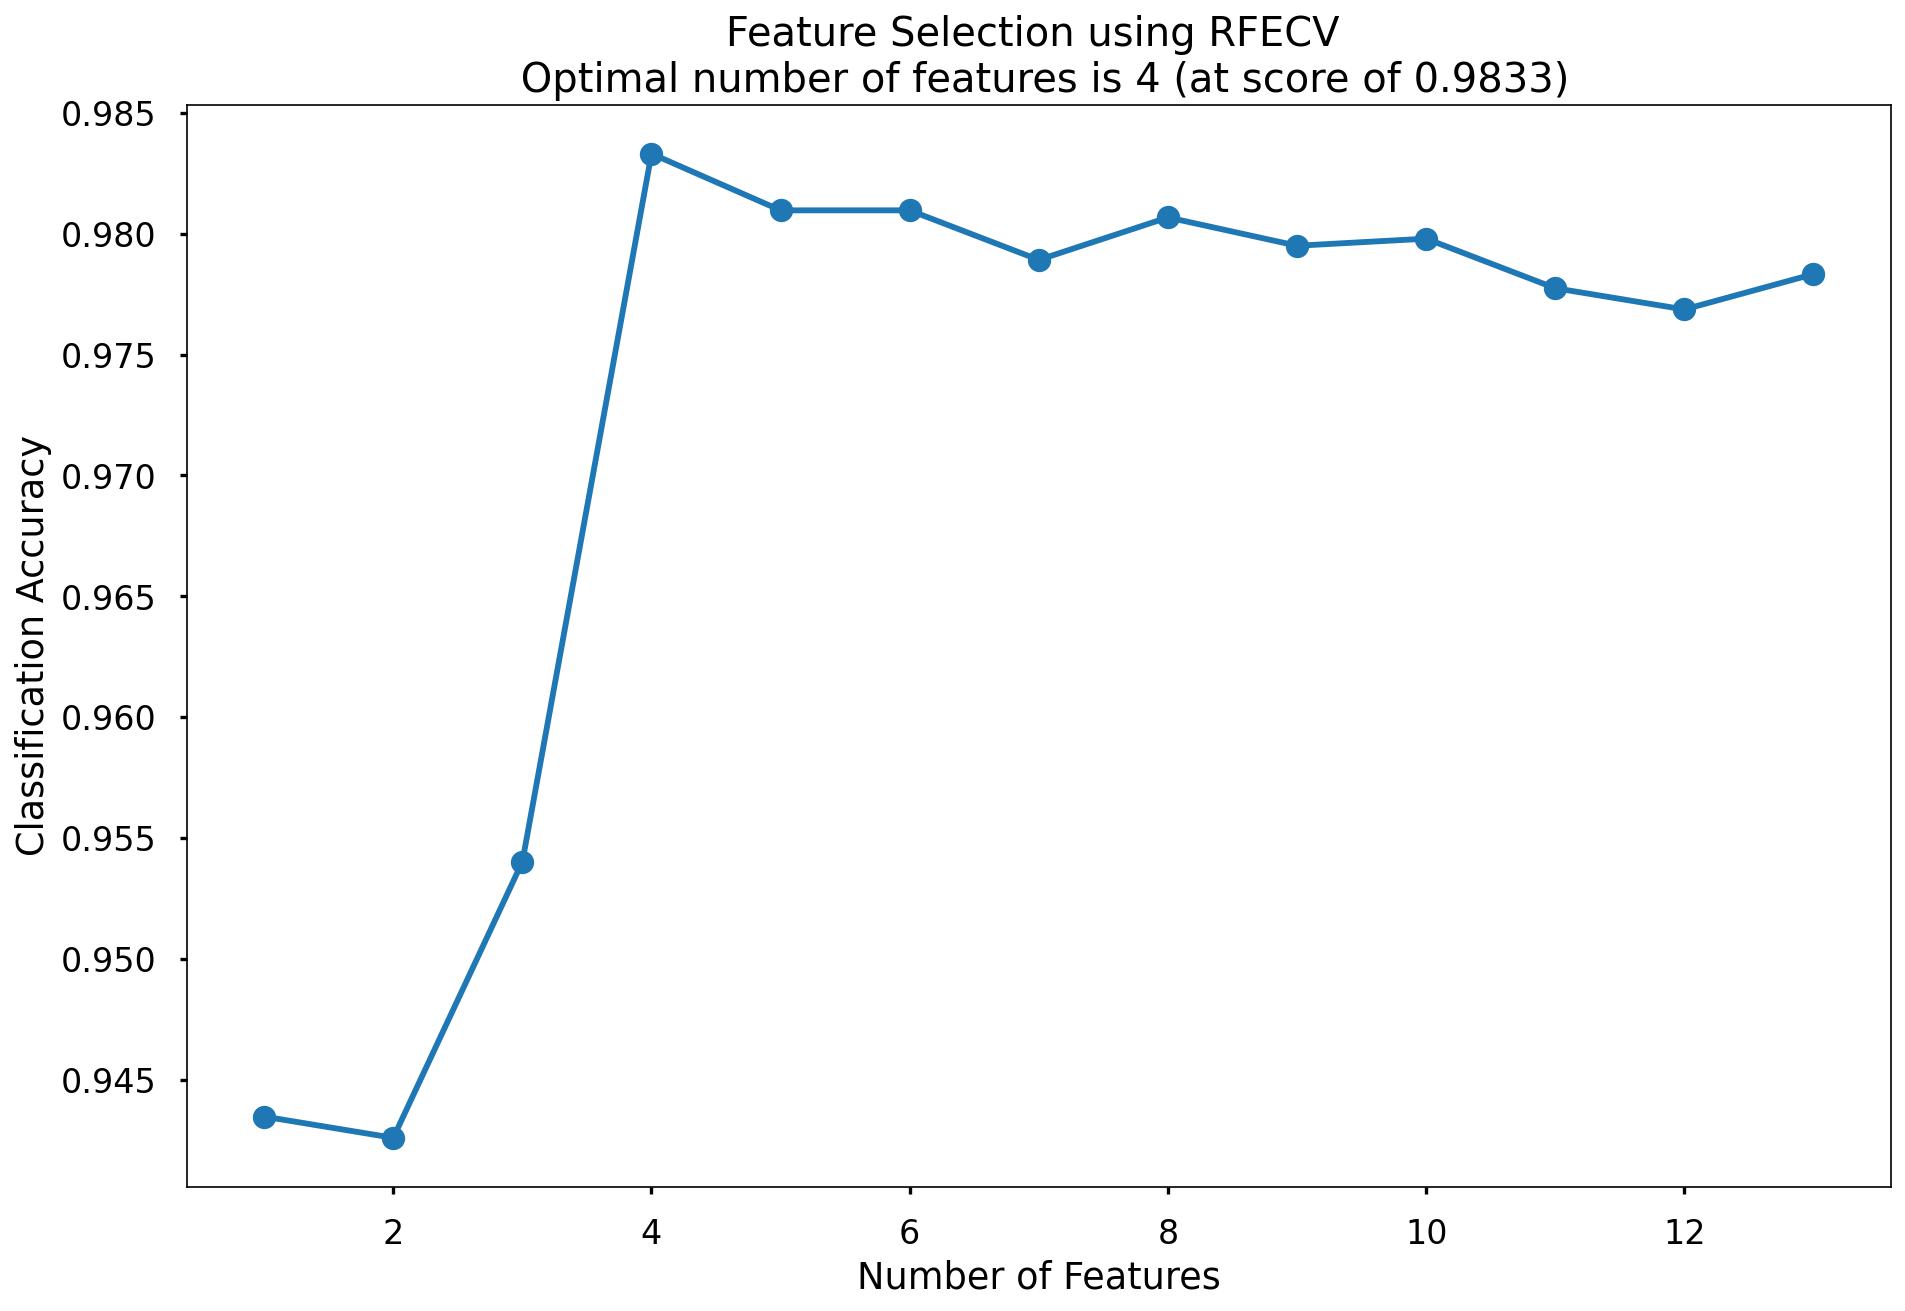 Feature Selection using RFECV
Optimal number of features is 4 (at score of 0.9833)
0.985
0.980
0.975
0.970
0.965
0.960
0.955
0.950
0.945
Classification Accuracy
2 4 6 8 10 12
Number of Features